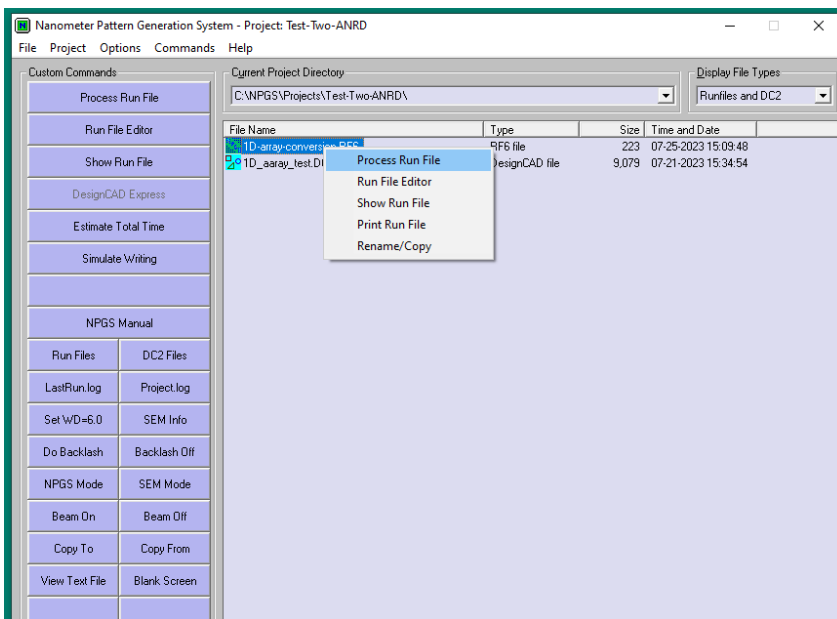 Nanometer Pattern Generation System - Project: Test-Two-ANRD
File Project Options Commands Help
Custom Commands
Process Run File
Run File Editor
Show Run File
DesignCAD Express
Estimate Total Time
Simulate Writing
NPGS Manual
Run Files DC2 Files
LastRun.log Project.log
Set WD=6.0 SEM Info
Do Backlash Backlash Off
NPGS Mode SEM Mode
Beam On Beam Off
Copy To Copy From
View Text File Blank Screen
Current Project Directory
C:\NPGS\Projects\Test-Two-ANRD\
Display File Types
Runfiles and DC2
File Name Type Size Time and Date
1D-array-conversion.RF6 RF6 file 223 07-25-2023 15:09:48
1D_aaray_test.D DesignCAD file 9,079 07-21-2023 15:34:54
Process Run File
Run File Editor
Show Run File
Print Run File
Rename/Copy